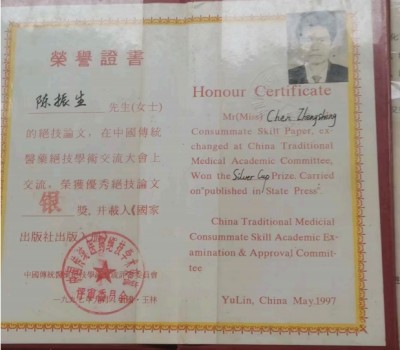 榮譽證書
陈振生 先生(女士)
的絕技論文，在中國傳統
醫藥絕技學術交流大會上
交流，榮獲優秀絕技論文
银 獎，并載入《國家
出版社出版
Honour Certificate
Mr(Miss) Chen Zhensheng
Consummate Skill Paper, ex
changed at China Traditional
Medical Academic Committee,
Won the Silver Cup Prize. Carried
on"published in State Press"
China Traditional Medicial
Consummate Skill Academic Ex-
amination & Approval Commit-
tee
YuLin, China May.1997